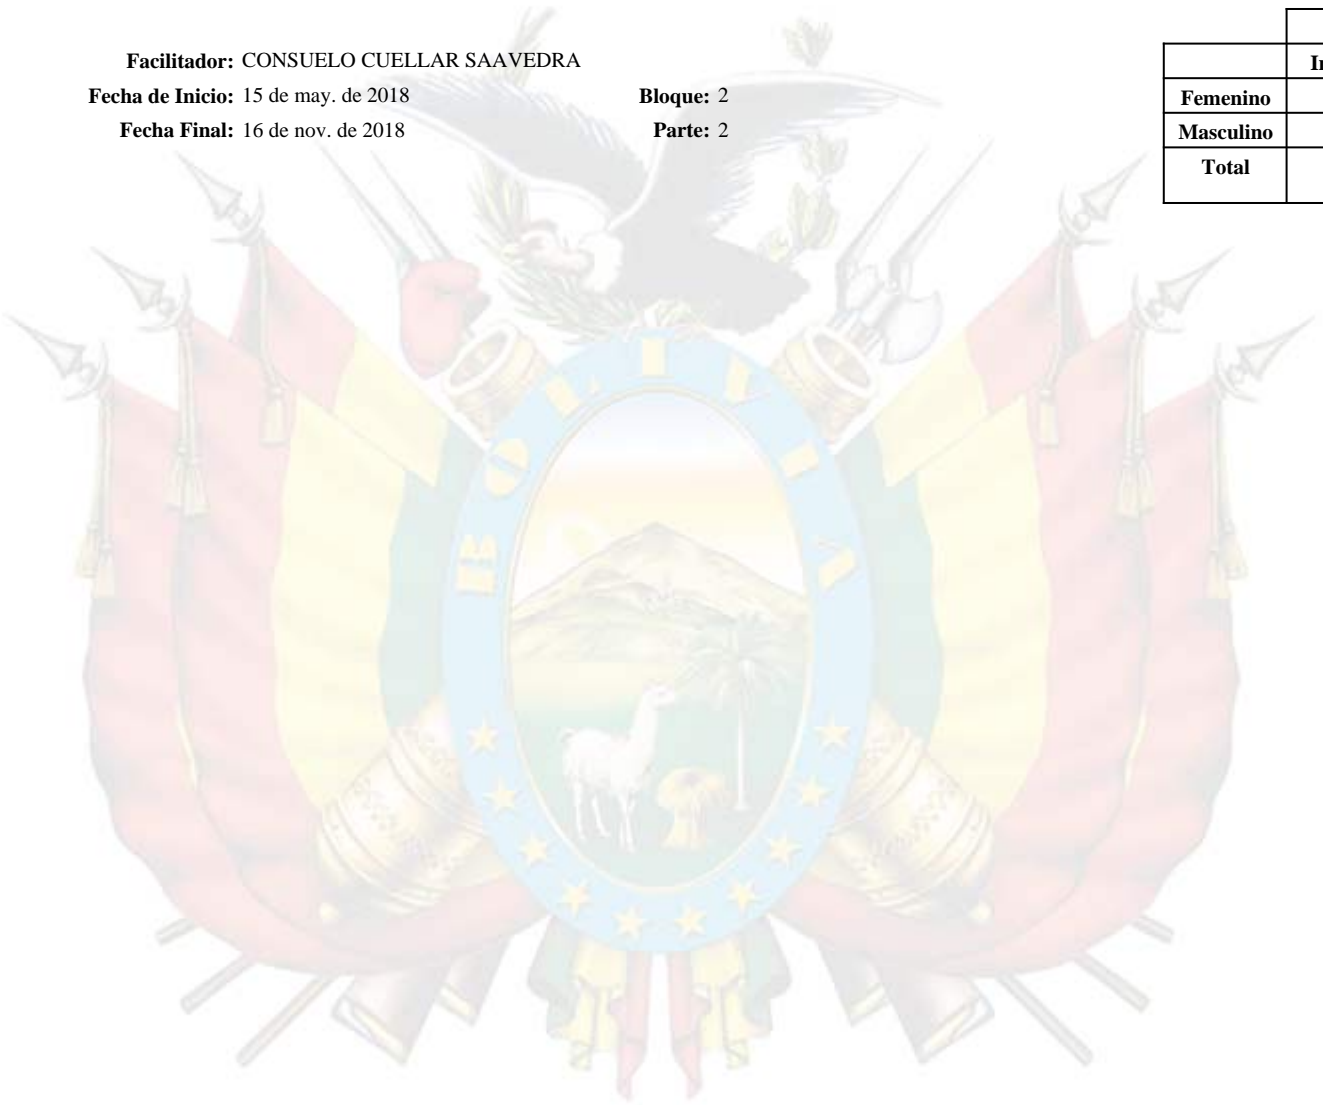 Facilitador: CONSUELO CUELLAR SAAVEDRA
Fecha de Inicio: 15 de may. de 2018 Bloque: 2
Fecha Final: 16 de nov. de 2018 Parte: 2
Femenino
Masculino
Total
BOLIVIA